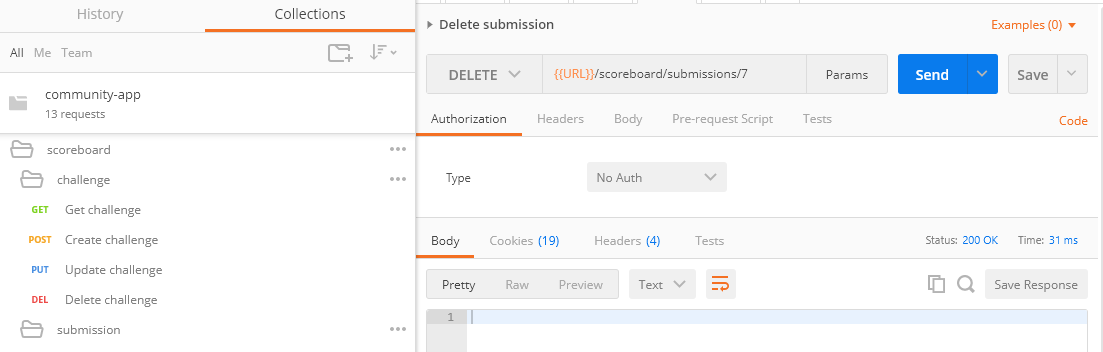 History Collections
All Me Team
community-app
13 requests
scoreboard
challenge
GET Get challenge
POST Create challenge
PUT Update challenge
DEL Delete challenge
submission
Delete submission Examples (0)
DELETE {{URL}}/scoreboard/submissions/7 Params Send Save
Authorization Headers Body Pre-request Script Tests Code
Type No Auth
Body Cookies (19) Headers (4) Tests Status: 200 OK Time: 31 ms
Pretty Raw Preview Text Save Response
1